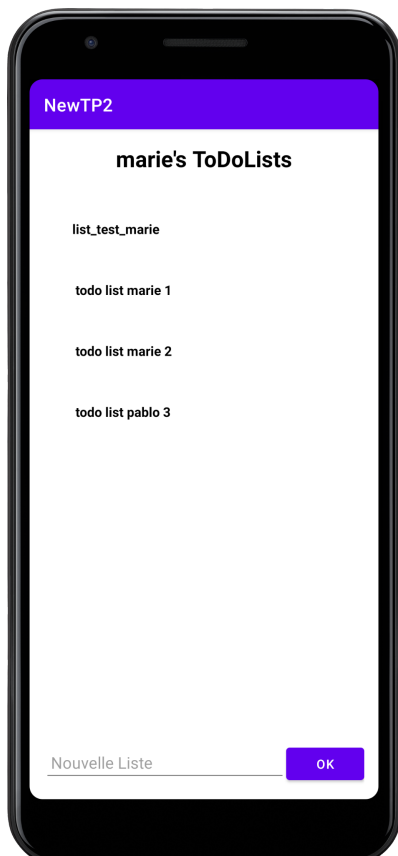 NewTP2
marie's ToDoLists
list_test_marie
todo list marie 1
todo list marie 2
todo list pablo 3
Nouvelle Liste
OK